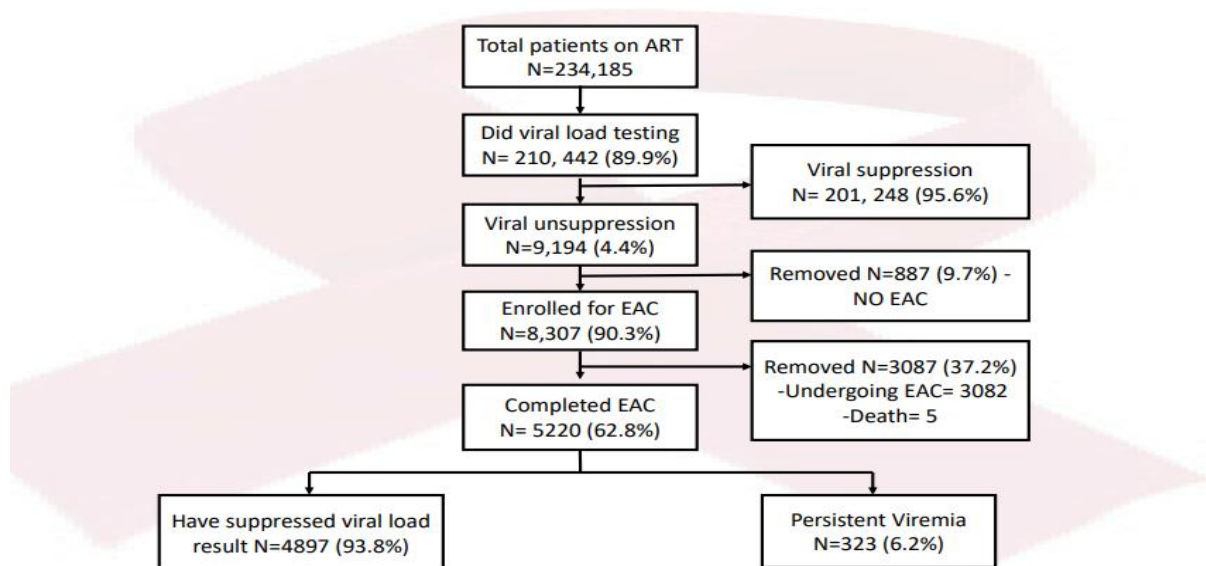 Total patients on ART
N=234,185
Did viral load testing
N= 210, 442 (89.9%)
Viral suppression
N= 201, 248 (95.6%)
Viral unsuppression
N=9,194 (4.4%)
Removed N=887 (9.7%) -
NO EAC
Enrolled for EAC
N=8,307 (90.3%)
Removed N=3087 (37.2%)
-Undergoing EAC= 3082
-Death= 5
Completed EAC
N= 5220 (62.8%)
Have suppressed viral load
result N=4897 (93.8%)
Persistent Viremia
N=323 (6.2%)